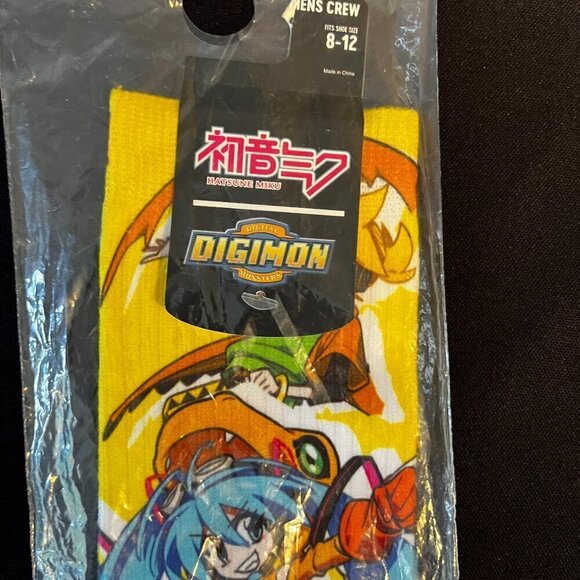 MENS CREW
FITS SHOE SIZE
8-12
Made in China
初音ミク
HATSUNE MIKU
DIGITAL
DIGIMON
MONSTERS